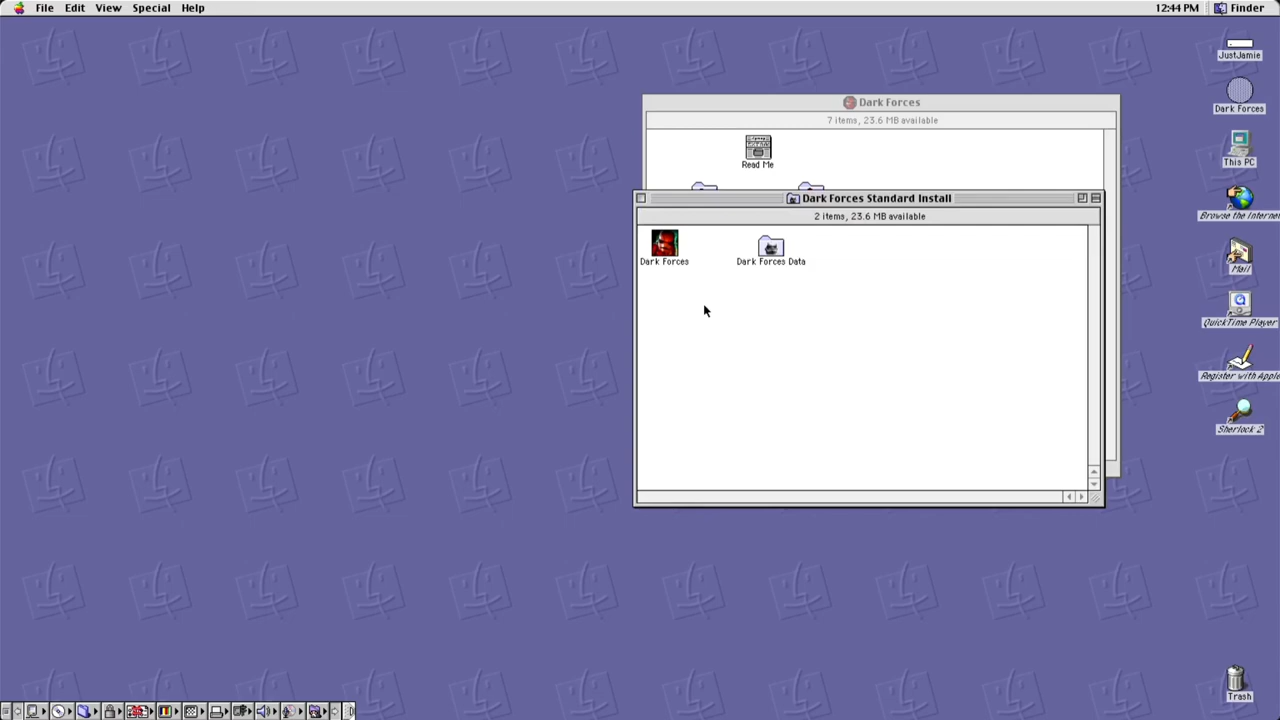 File Edit View Special Help
12:44 PM Finder
JustJamie
Dark Forces
7 items, 23.6 MB available
Dark Forces
This PC
Read Me
Dark Forces Standard Install
2 items, 23.6 MB available
Browse the Interne
Dark Forces
Dark Forces Data
Mail
QuickTime Player
Register with Apple
Sherlock 2
Trash